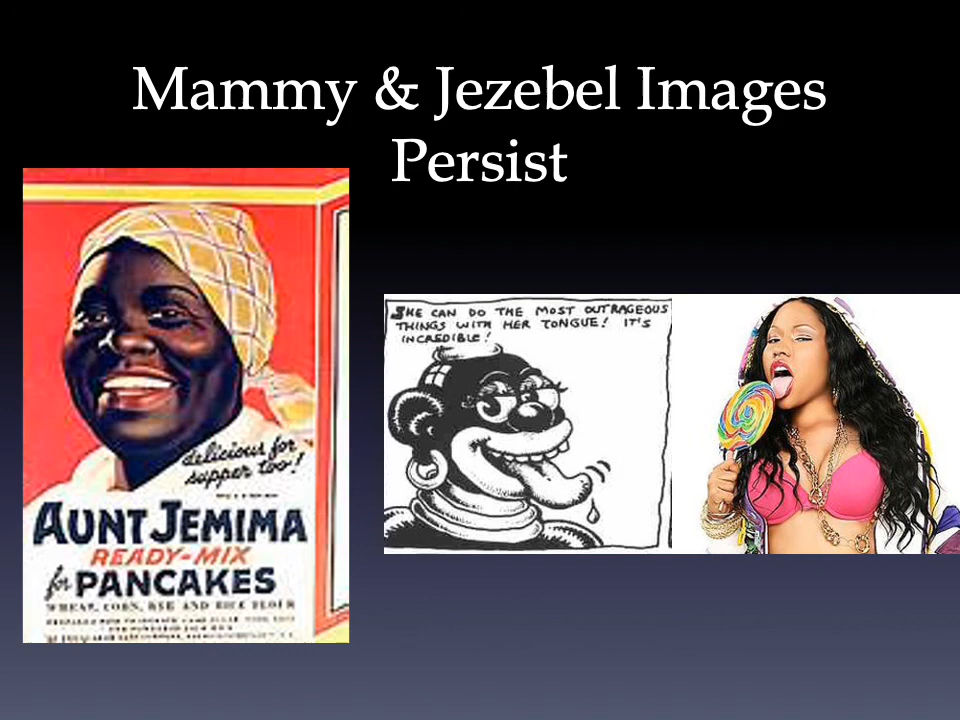 Mammy & Jezebel Images
Persist
delicious for
supper too!
AUNT JEMIMA
READY-MIX
for PANCAKES
WHEAT, CORN, RYE AND RICE FLOUR
SHE CAN DO THE MOST OUTRAGEOUS
THINGS WITH HER TONGUE! IT'S
INCREDIBLE!